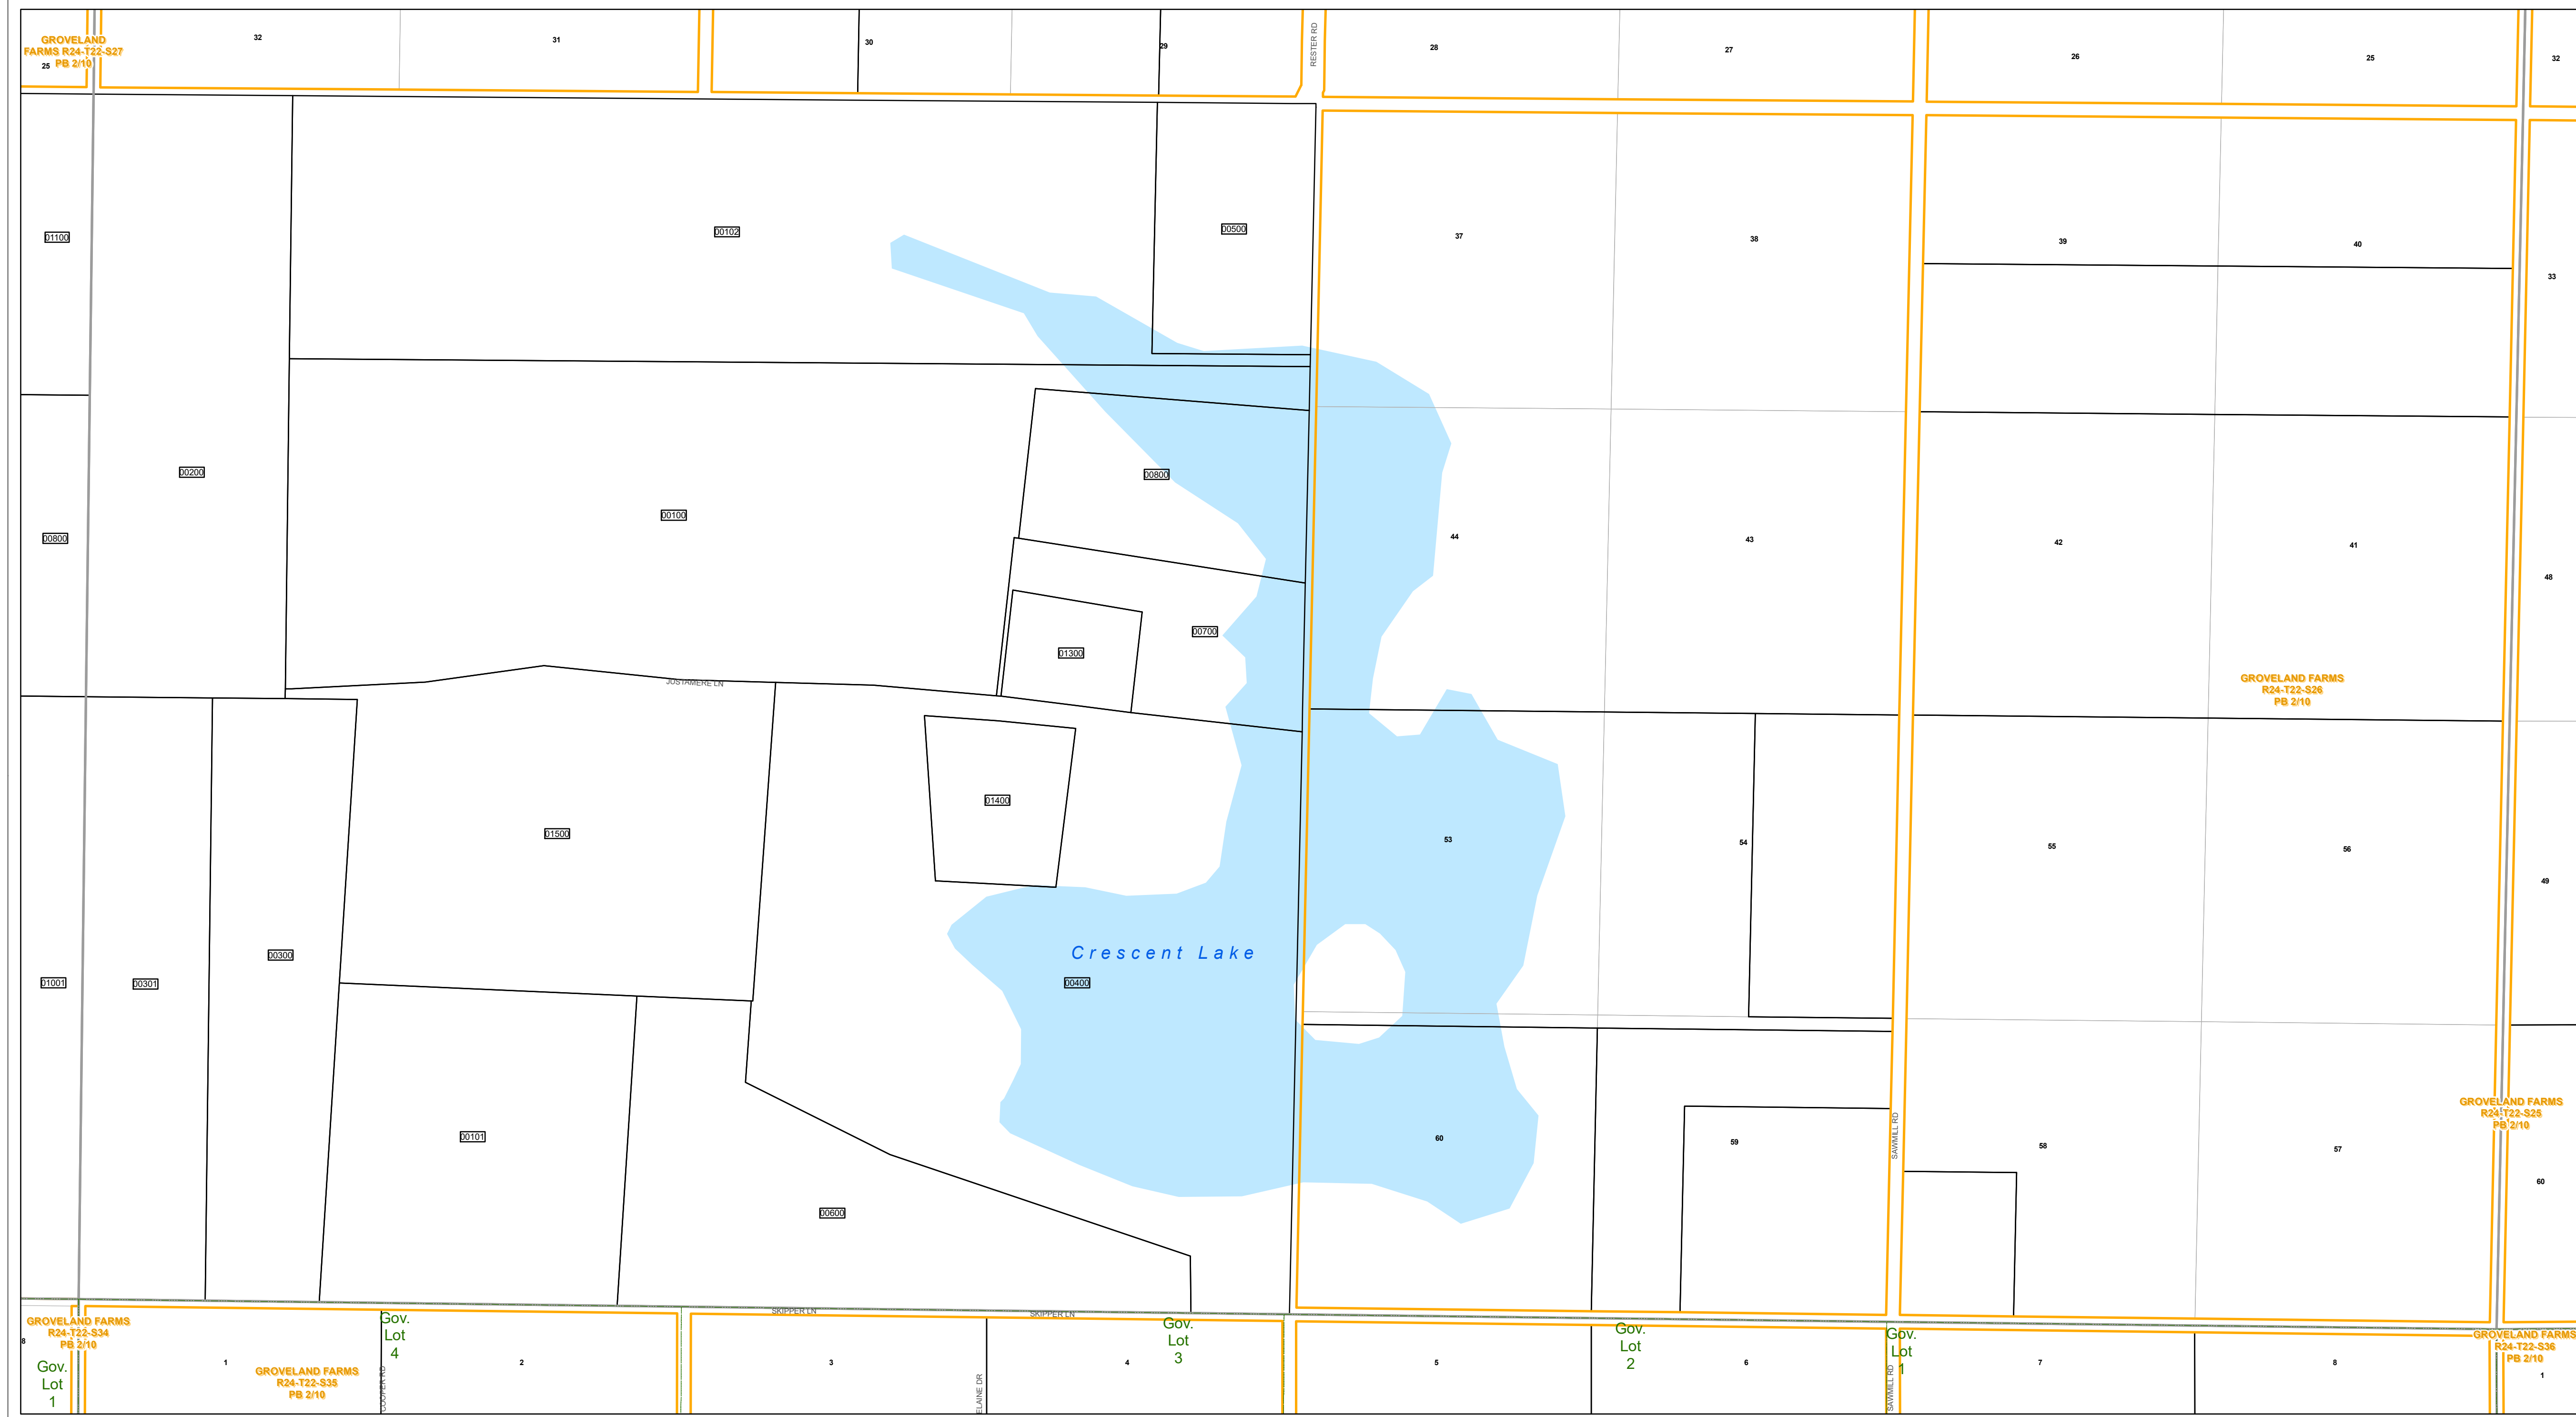 GROVELAND
FARMS R24-T22-S27
PB 2/10
25
32
31
30
29
RESTER RD
28
27
26
25
32
01100
00102
00500
37
38
39
40
33
00200
00800
00100
00800
44
43
42
41
48
00700
01300
JUSTAMERE LN
GROVELAND FARMS
R24-T22-S26
PB 2/10
01400
01500
53
54
55
56
49
Crescent Lake
00300
01001
00301
00400
00101
00600
60
59
SAWMILL RD
58
57
GROVELAND FARMS
R24-T22-S25
PB 2/10
60
SKIPPER LN
SKIPPER LN
GROVELAND FARMS
R24-T22-S34
PB 2/10
8
Gov.
Lot
1
1
GROVELAND FARMS
R24-T22-S35
PB 2/10
Gov.
Lot
4
COOPER RD
2
3
ELAINE DR
4
Gov.
Lot
3
5
Gov.
Lot
2
6
Gov.
Lot
1
SAWMILL RD
7
8
GROVELAND FARMS
R24-T22-S36
PB 2/10
1